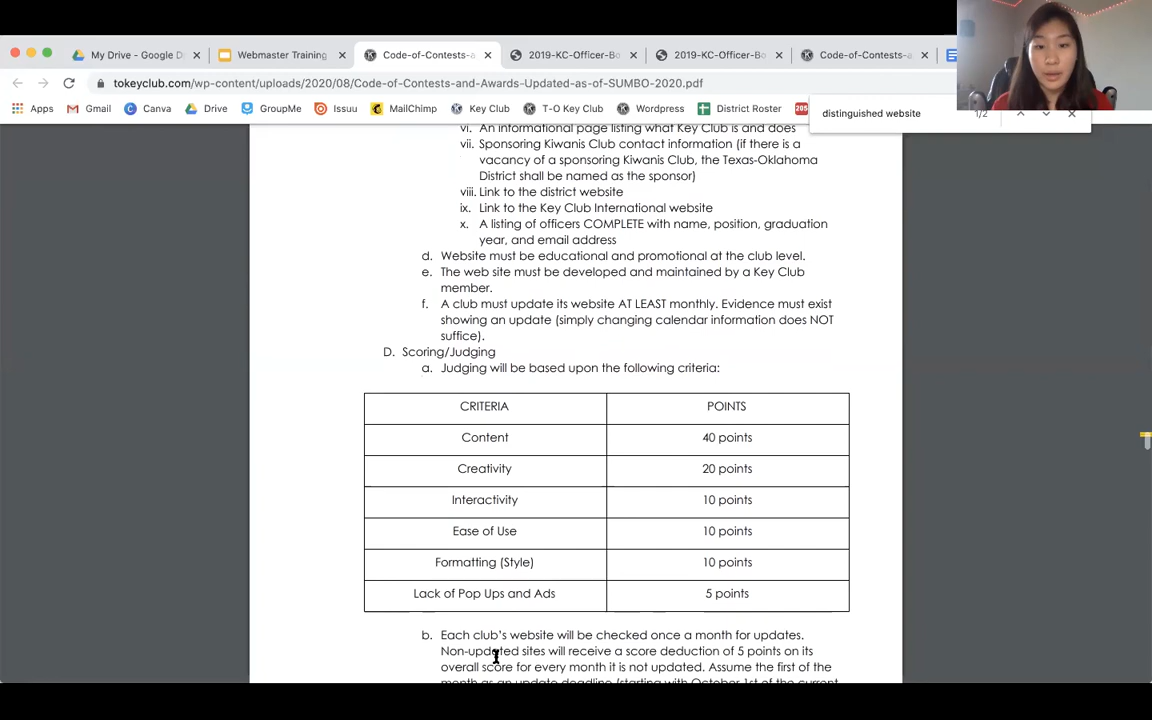 My Drive - Google D
Webmaster Training
Code-of-Contests-a
2019-KC-Officer-Bo
2019-KC-Officer-Bo
Code-of-Contests-a
tokeyclub.com/wp-content/uploads/2020/08/Code-of-Contests-and-Awards-Updated-as-of-SUMBO-2020.pdf
Apps
Gmail
Canva
Drive
GroupMe
Issuu
MailChimp
Key Club
T-O Key Club
Wordpress
District Roster
distinguished website
1/2
vi. An informational page listing what Key Club is and does
vii. Sponsoring Kiwanis Club contact information (if there is a
vacancy of a sponsoring Kiwanis Club, the Texas-Oklahoma
District shall be named as the sponsor)
viii. Link to the district website
ix. Link to the Key Club International website
x. A listing of officers COMPLETE with name, position, graduation
year, and email address
d. Website must be educational and promotional at the club level.
e. The web site must be developed and maintained by a Key Club
member.
f. A club must update its website AT LEAST monthly. Evidence must exist
showing an update (simply changing calendar information does NOT
suffice).
D. Scoring/Judging
a. Judging will be based upon the following criteria:
CRITERIA POINTS
Content 40 points
Creativity 20 points
Interactivity 10 points
Ease of Use 10 points
Formatting (Style) 10 points
Lack of Pop Ups and Ads 5 points
b. Each club's website will be checked once a month for updates.
Non-updated sites will receive a score deduction of 5 points on its
overall score for every month it is not updated. Assume the first of the
month as an update deadline (starting with October 1st of the current